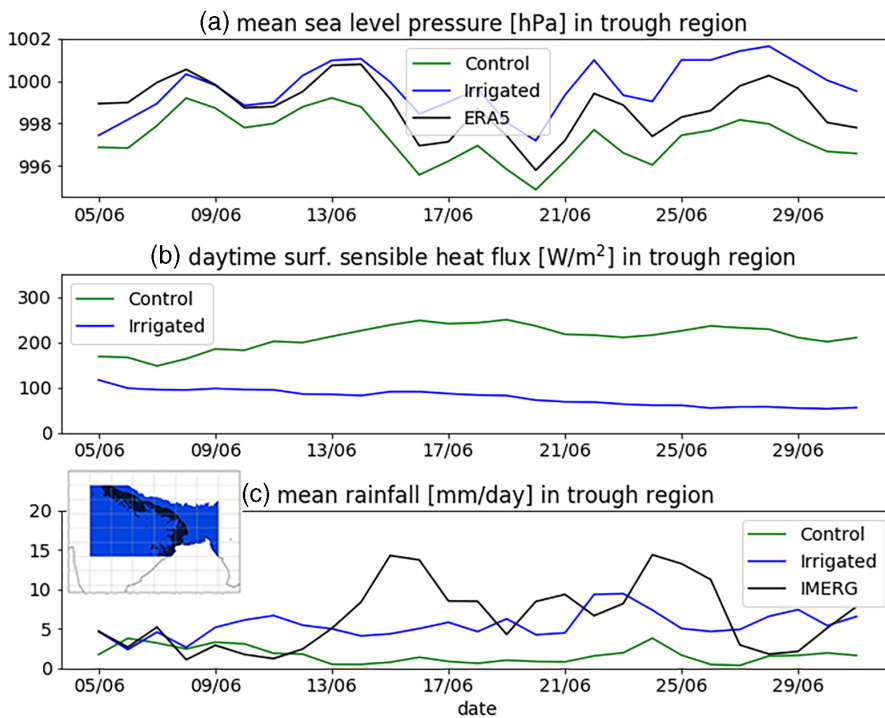 (a) mean sea level pressure [hPa] in trough region
1002
1000
998
996
Control
Irrigated
ERA5
05/06 09/06 13/06 17/06 21/06 25/06 29/06
(b) daytime surf. sensible heat flux [W/m²] in trough region
300
200
100
0
Control
Irrigated
05/06 09/06 13/06 17/06 21/06 25/06 29/06
(c) mean rainfall [mm/day] in trough region
20
15
10
5
0
Control
Irrigated
IMERG
05/06 09/06 13/06 17/06 21/06 25/06 29/06
date